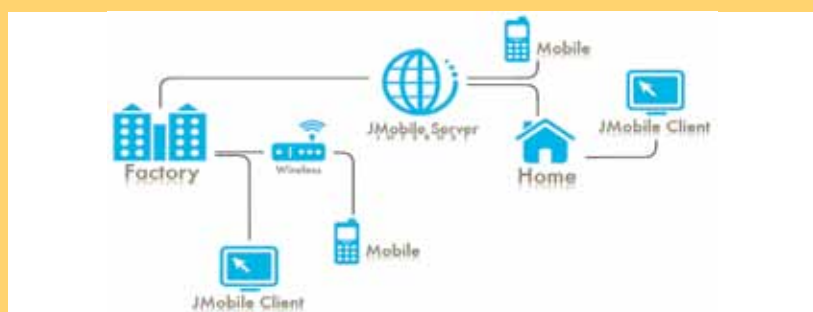 Mobile
JMobile Server
JMobile Client
Factory
Wireless
Home
Mobile
JMobile Client